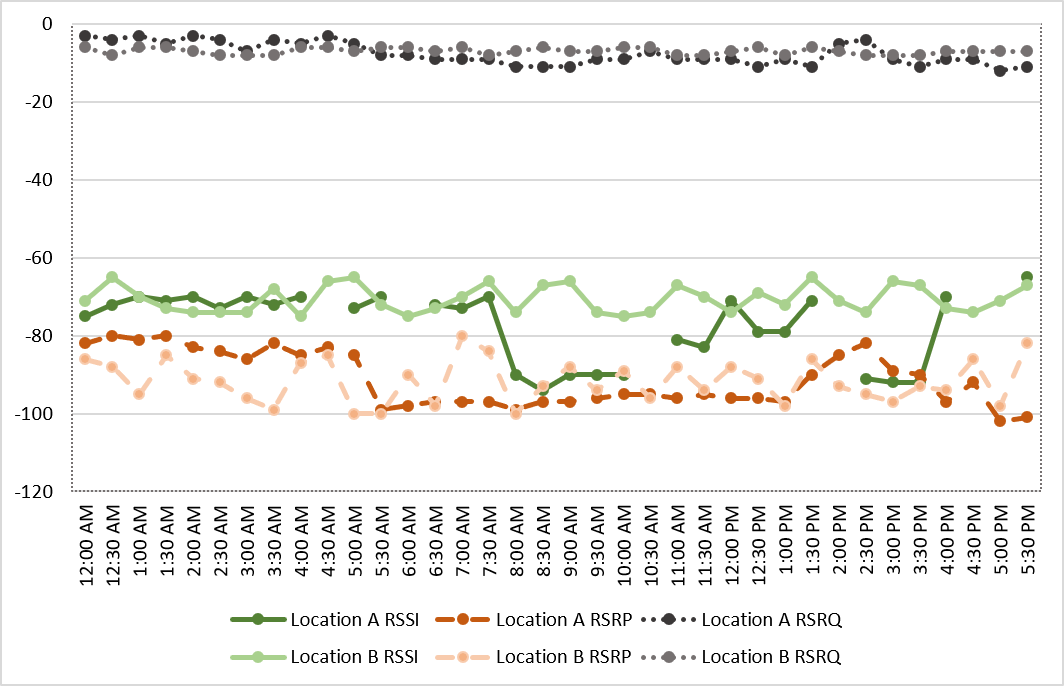 0
-20
-40
-60
-80
-100
-120
12:00 AM
12:30 AM
1:00 AM
1:30 AM
2:00 AM
2:30 AM
3:00 AM
3:30 AM
4:00 AM
4:30 AM
5:00 AM
5:30 AM
6:00 AM
6:30 AM
7:00 AM
7:30 AM
8:00 AM
8:30 AM
9:00 AM
9:30 AM
10:00 AM
10:30 AM
11:00 AM
11:30 AM
12:00 PM
12:30 PM
1:00 PM
1:30 PM
2:00 PM
2:30 PM
3:00 PM
3:30 PM
4:00 PM
4:30 PM
5:00 PM
5:30 PM
Location A RSSI Location A RSRP Location A RSRQ
Location B RSSI Location B RSRP Location B RSRQ